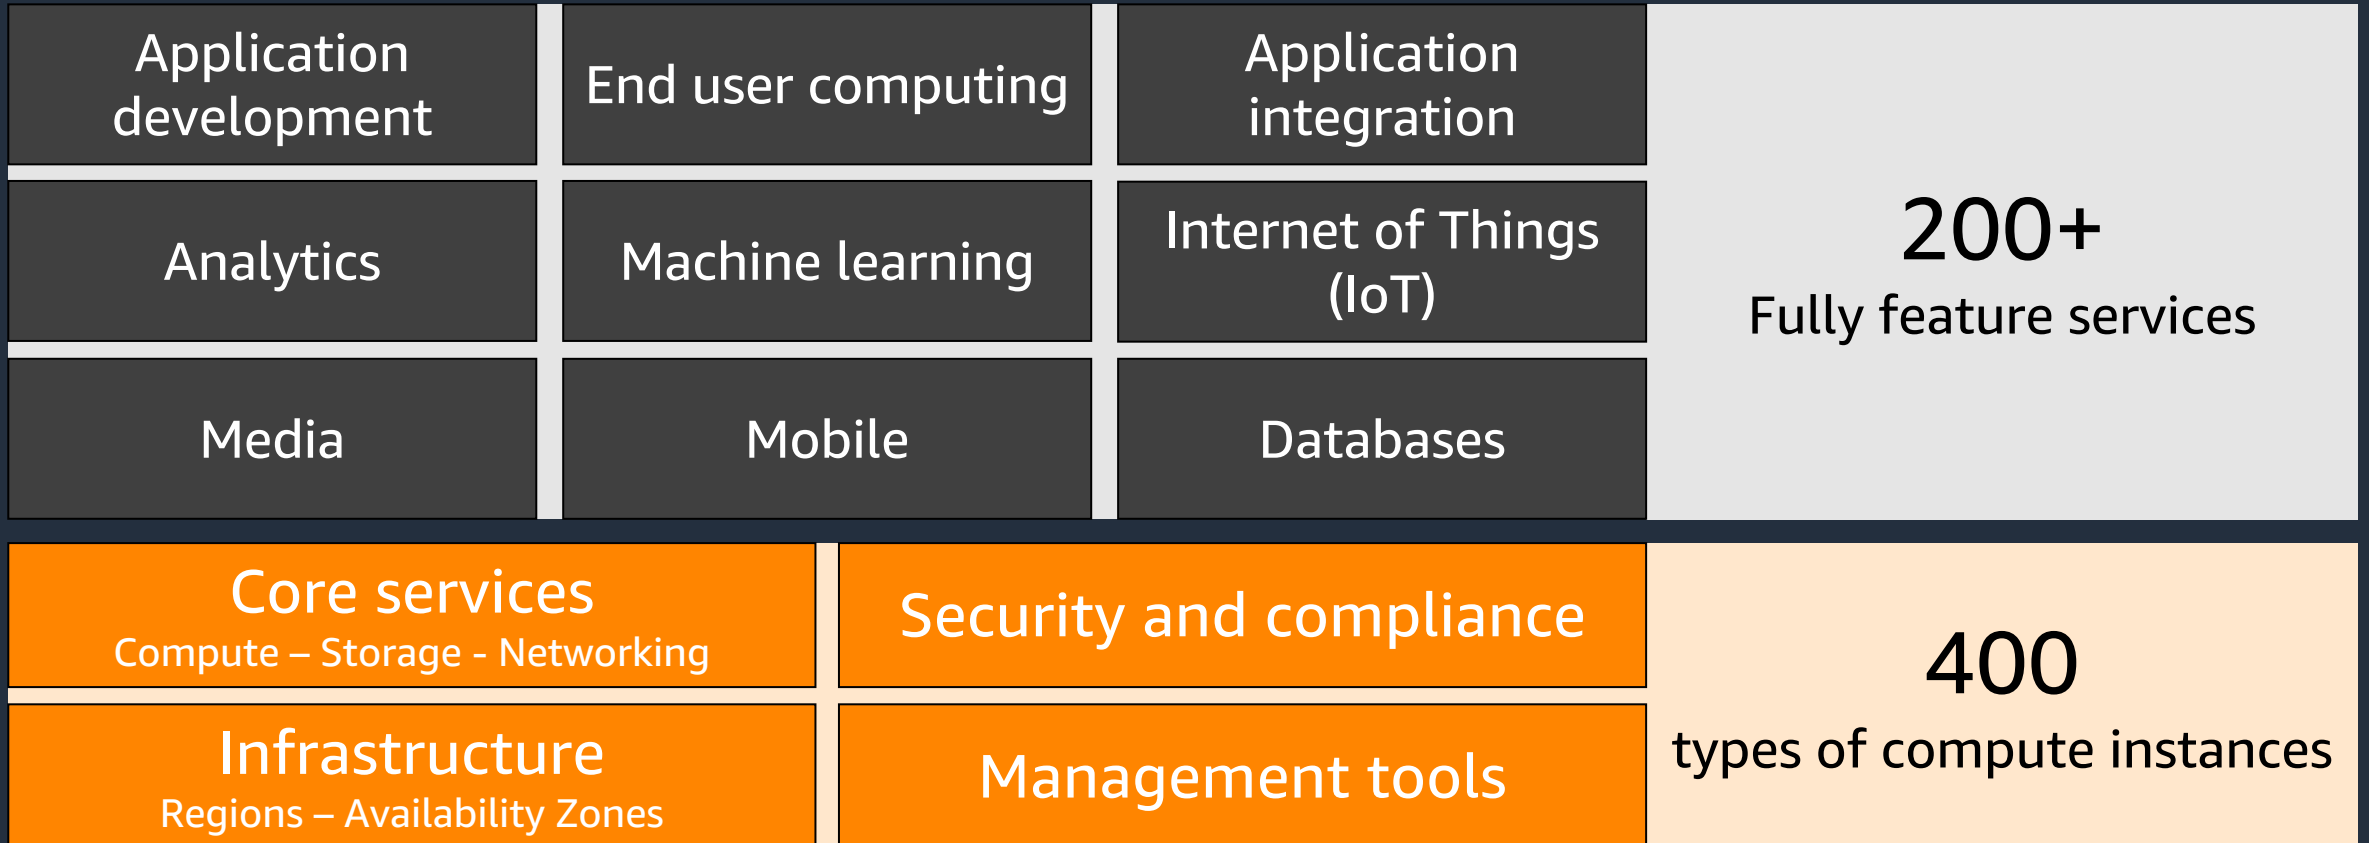 Application
development
End user computing
Application
integration
Analytics
Machine learning
Internet of Things
(IoT)
Media
Mobile
Databases
200+
Fully feature services
Core services
Compute – Storage - Networking
Security and compliance
Infrastructure
Regions – Availability Zones
Management tools
400
types of compute instances